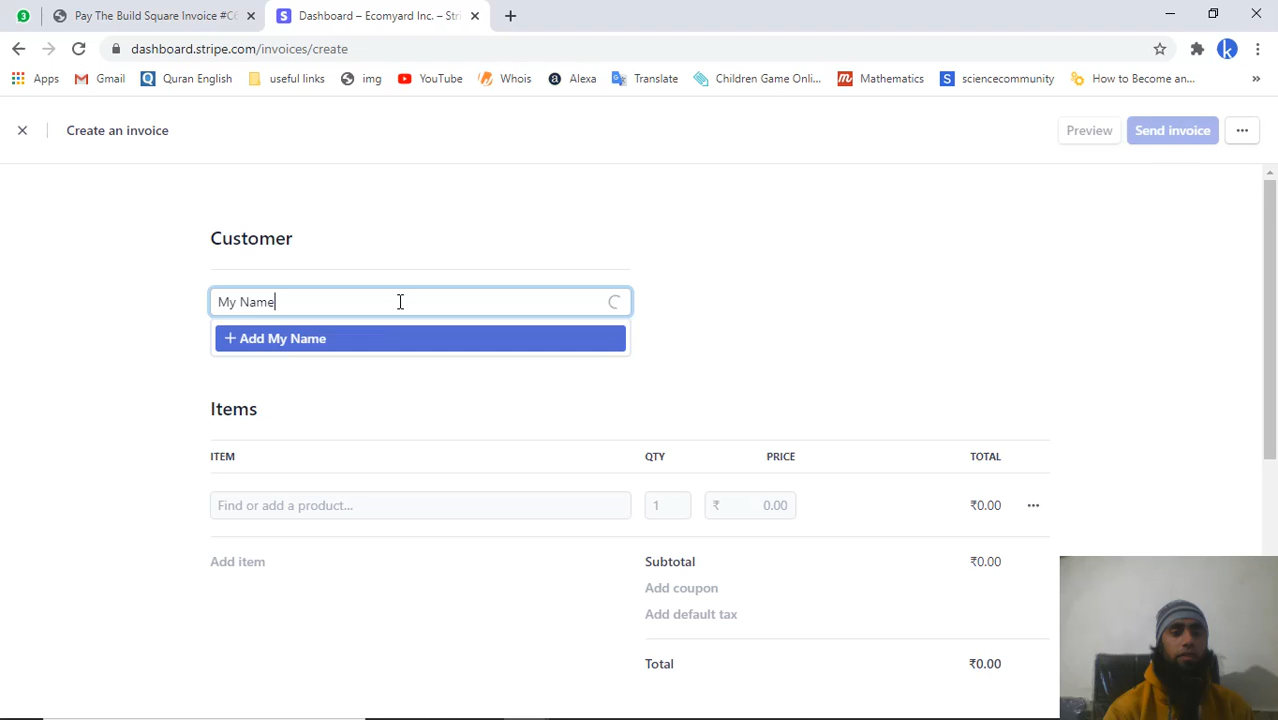 3
Pay The Build Square Invoice #C6
Dashboard – Ecomyard Inc. – Str
dashboard.stripe.com/invoices/create
k
Apps Gmail Quran English useful links img YouTube Whois Alexa Translate Children Game Onli... Mathematics sciencecommunity How to Become an... »
Create an invoice
Preview Send invoice
Customer
My Name
+ Add My Name
Items
ITEM QTY PRICE TOTAL
Find or add a product... 1 ₹ 0.00 ₹0.00
Add item Subtotal ₹0.00
Add coupon
Add default tax
Total ₹0.00